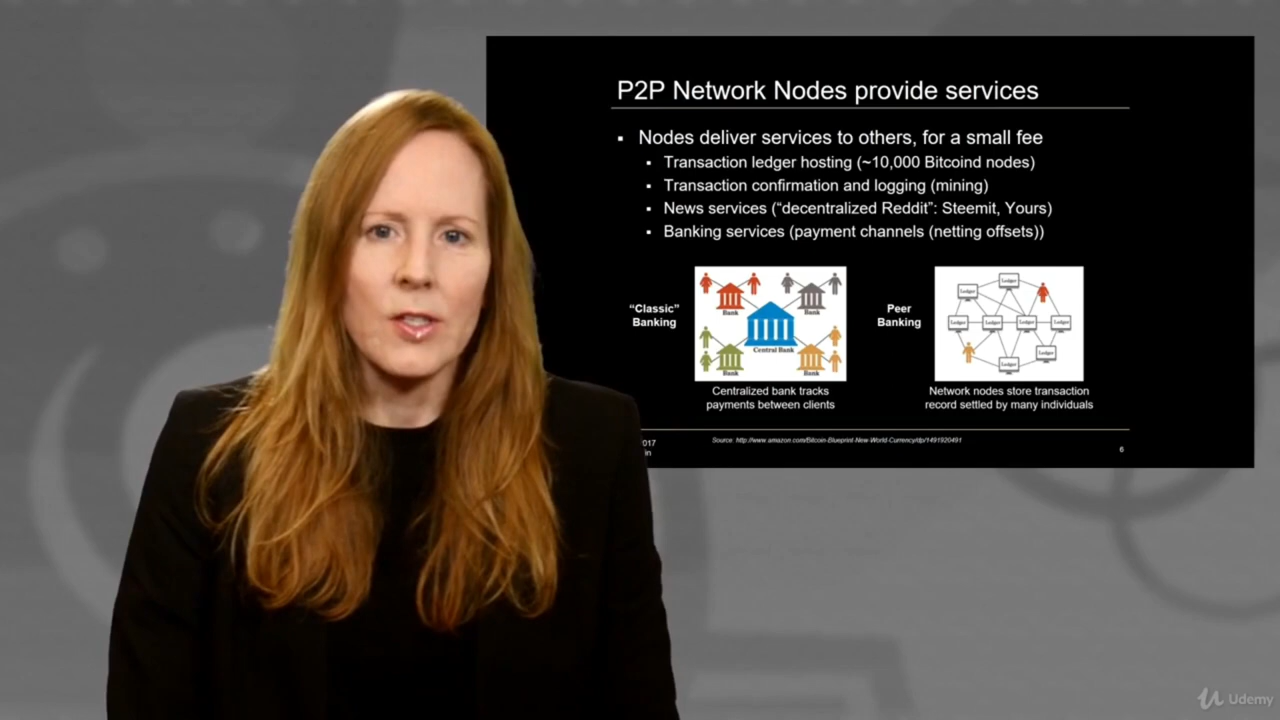 P2P Network Nodes provide services
▪ Nodes deliver services to others, for a small fee
▪ Transaction ledger hosting (~10,000 Bitcoind nodes)
▪ Transaction confirmation and logging (mining)
▪ News services (“decentralized Reddit”: Steemit, Yours)
▪ Banking services (payment channels (netting offsets))
“Classic”
Banking
Bank
Bank
Central Bank
Bank
Bank
Centralized bank tracks
payments between clients
Peer
Banking
Ledger
Ledger
Ledger
Ledger
Ledger
Ledger
Ledger
Ledger
Network nodes store transaction
record settled by many individuals
017
in
Source: http://www.amazon.com/Bitcoin-Blueprint-New-World-Currency/dp/1491920491
6
Udemy